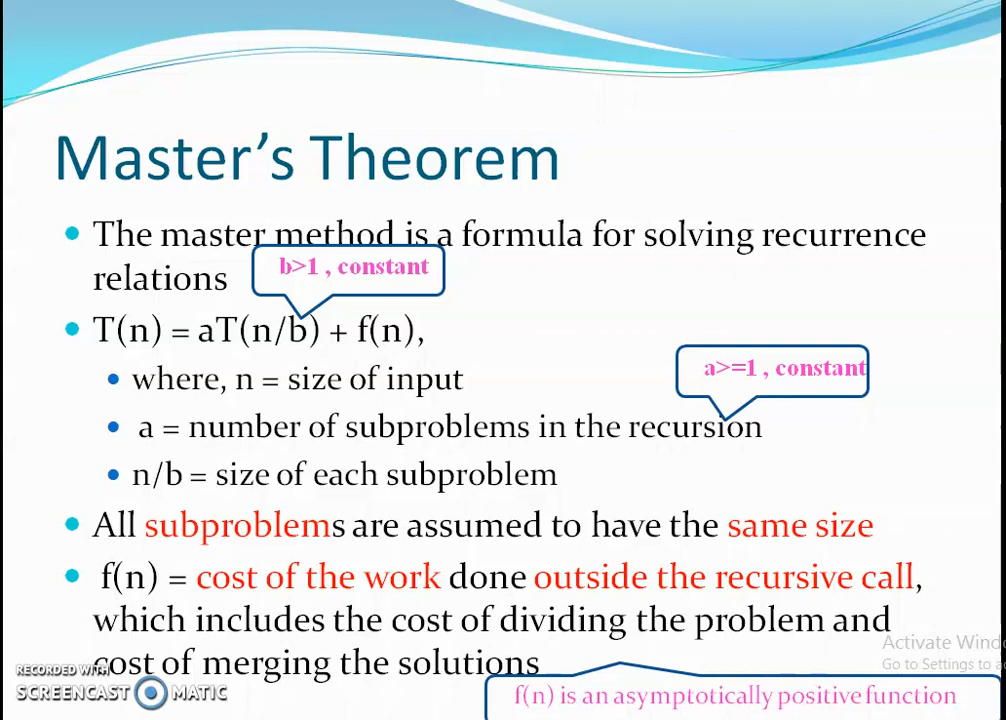 Master's Theorem
The master method is a formula for solving recurrence
relations
b>1 , constant
T(n) = aT(n/b) + f(n),
where, n = size of input
a>=1 , constant
a = number of subproblems in the recursion
n/b = size of each subproblem
All subproblems are assumed to have the same size
f(n) = cost of the work done outside the recursive call,
which includes the cost of dividing the problem and
cost of merging the solutions
f(n) is an asymptotically positive function
Activate Wind
Go to Settings to a
RECORDED WITH
SCREENCAST MATIC